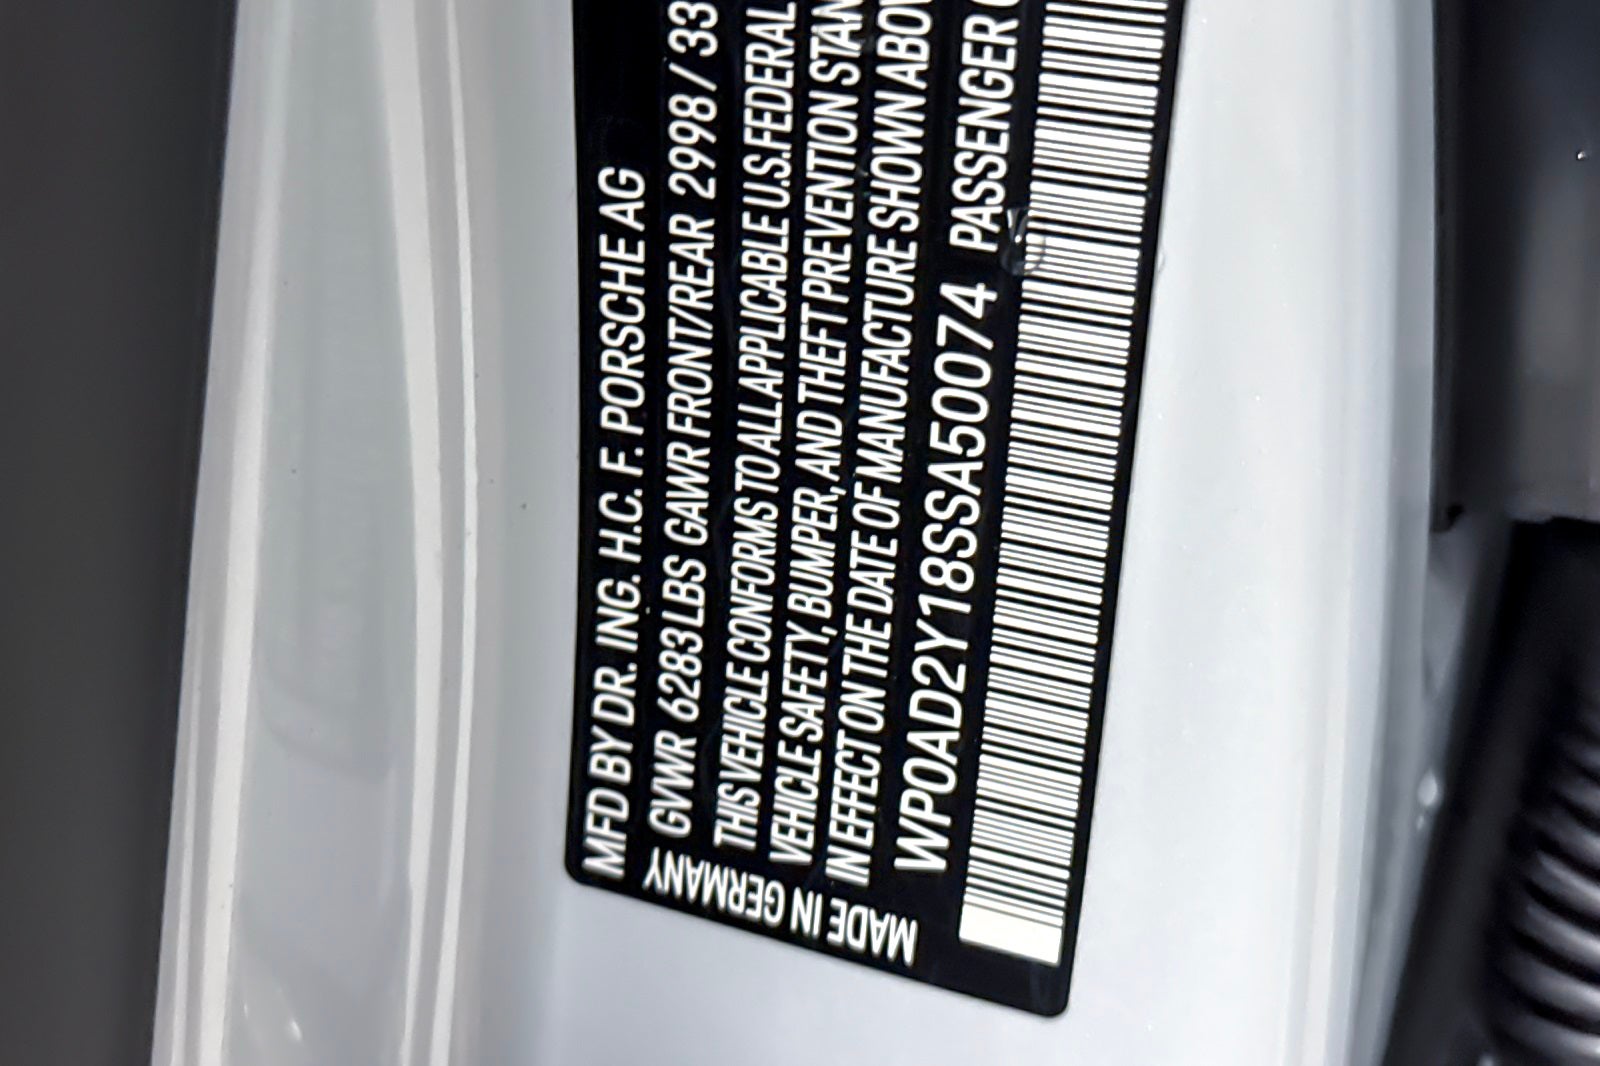 MFD BY DR. ING. H.C. F. PORSCHE AG
GVWR 6283 LBS GAWR FRONT/REAR 2998 / 33
THIS VEHICLE CONFORMS TO ALL APPLICABLE U.S.FEDERAL
VEHICLE SAFETY, BUMPER, AND THEFT PREVENTION STAN
IN EFFECT ON THE DATE OF MANUFACTURE SHOWN ABOV
WP0AD2Y18SSA50074 PASSENGER
MADE IN GERMANY